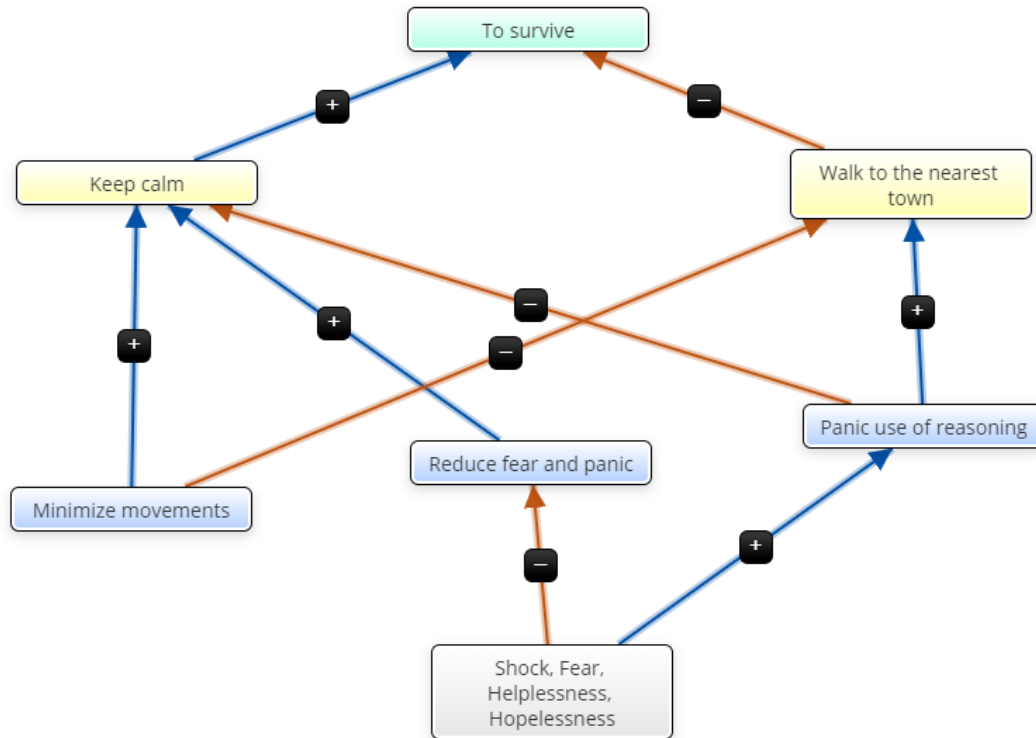 To survive
+
−
Keep calm
Walk to the nearest
town
−
+
+
+
−
Panic use of reasoning
Reduce fear and panic
Minimize movements
+
−
Shock, Fear,
Helplessness,
Hopelessness